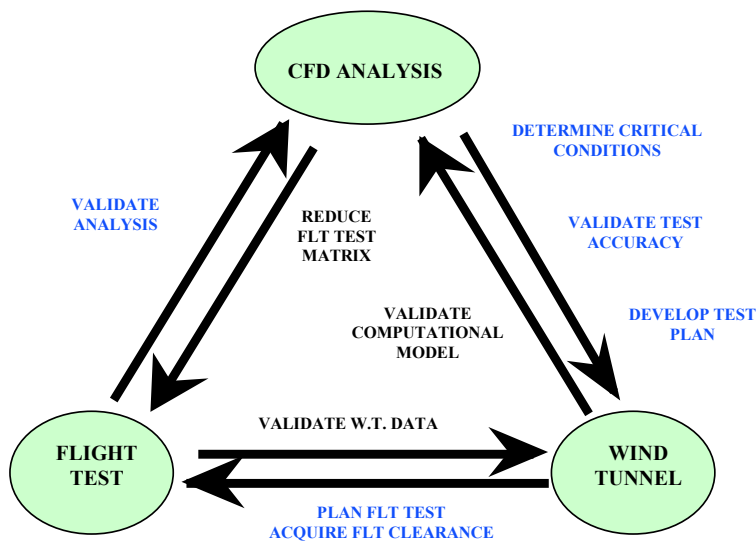 CFD ANALYSIS
DETERMINE CRITICAL
CONDITIONS
VALIDATE
ANALYSIS
REDUCE
FLT TEST
MATRIX
VALIDATE TEST
ACCURACY
VALIDATE
COMPUTATIONAL
MODEL
DEVELOP TEST
PLAN
VALIDATE W.T. DATA
FLIGHT
TEST
WIND
TUNNEL
PLAN FLT TEST
ACQUIRE FLT CLEARANCE